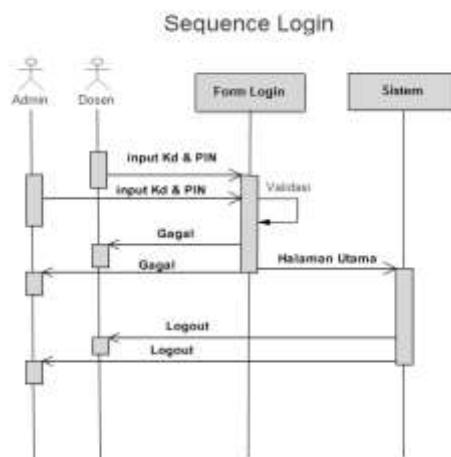 Sequence Login
Admin
Dosen
Form Login
Sistem
input Kd & PIN
input Kd & PIN
Validasi
Gagal
Gagal
Halaman Utama
Logout
Logout